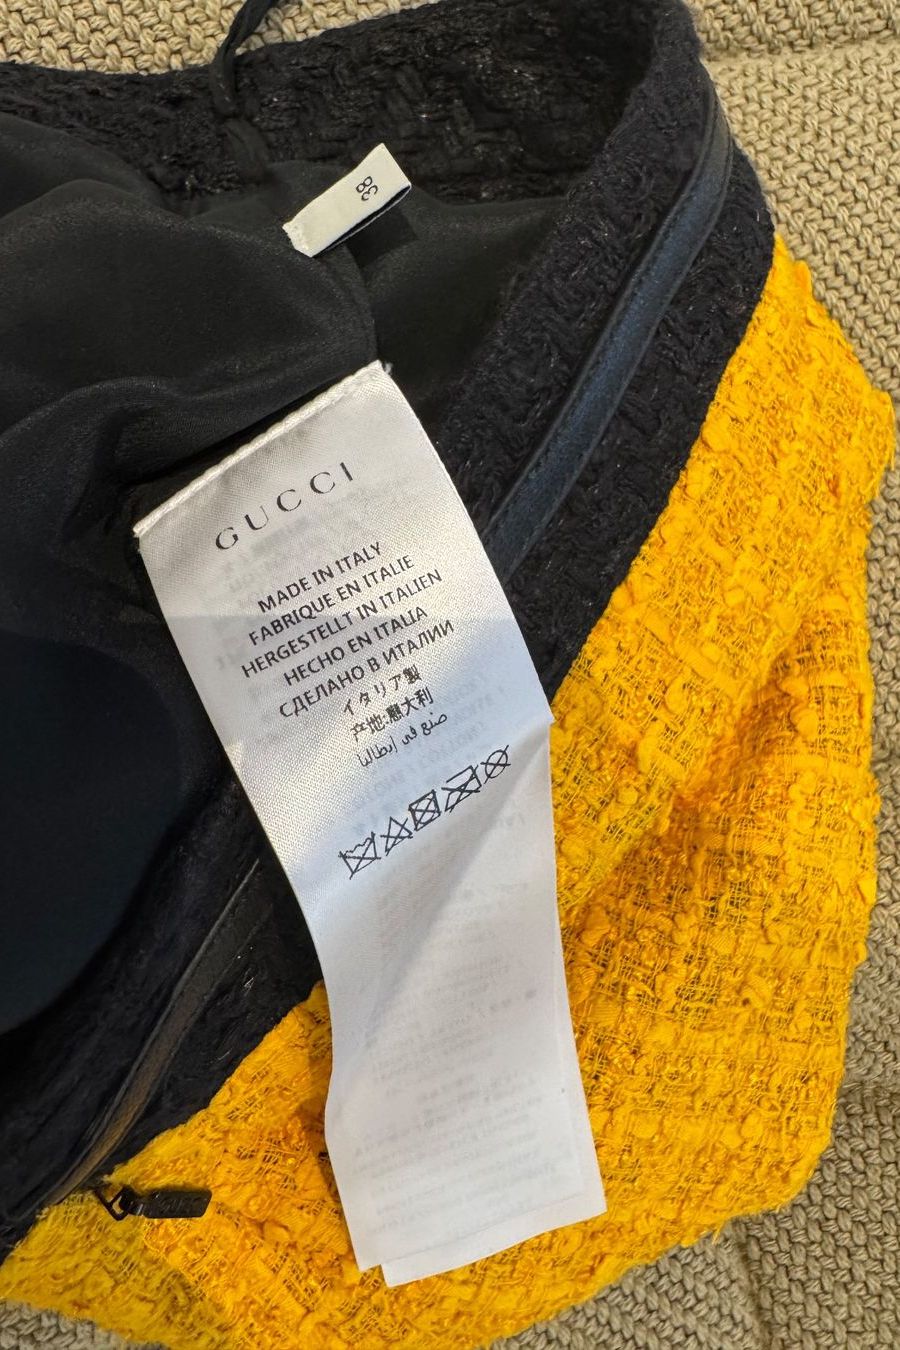 38
GUCCI
MADE IN ITALY
FABRIQUE EN ITALIE
HERGESTELLT IN ITALIEN
HECHO EN ITALIA
СДЕЛАНО В ИТАЛИИ
イタリア製
产地:意大利
صنع في إيطاليا